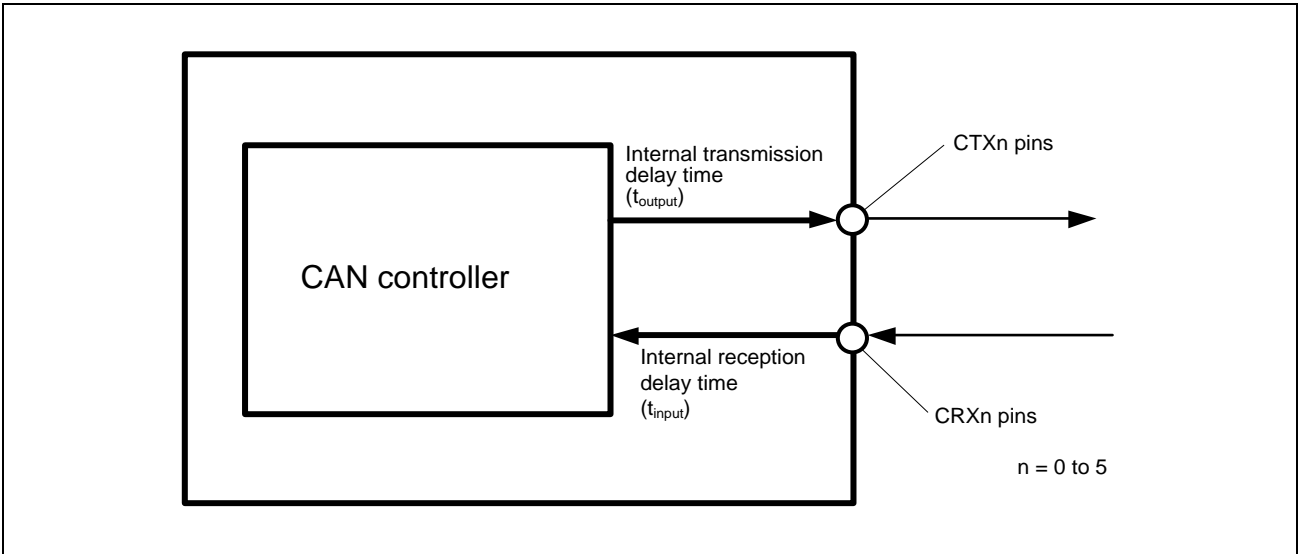 Internal transmission
delay time
(toutput)
CTXn pins
CAN controller
Internal reception
delay time
(tinput)
CRXn pins
n = 0 to 5